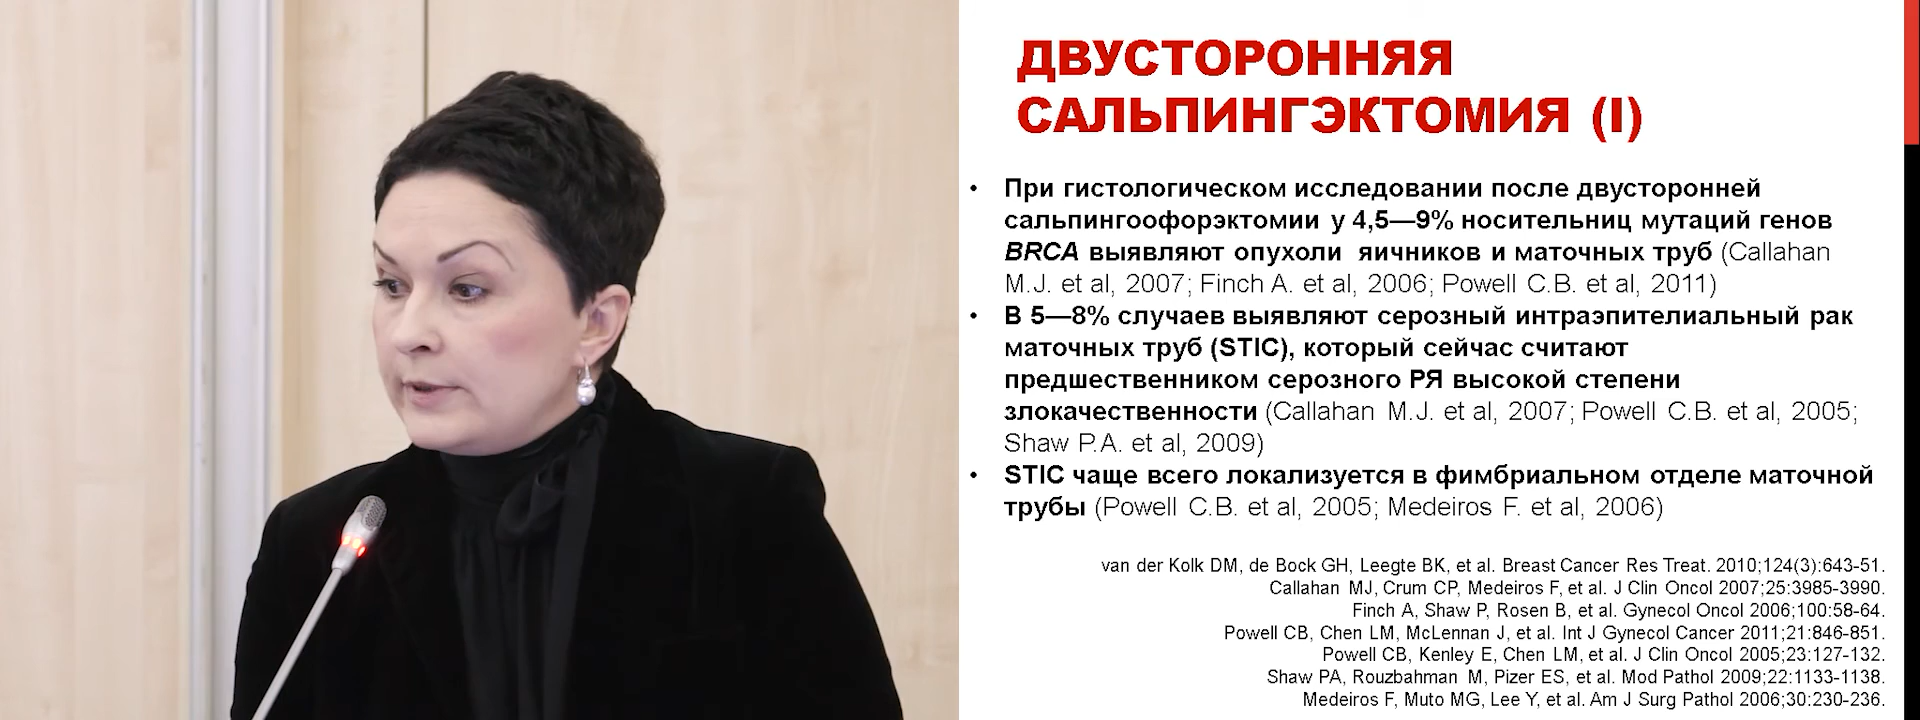 ДВУСТОРОННЯЯ
САЛЬПИНГЭКТОМИЯ (I)
• При гистологическом исследовании после двусторонней
сальпингоофорэктомии у 4,5—9% носительниц мутаций генов
BRCA выявляют опухоли яичников и маточных труб (Callahan
M.J. et al, 2007; Finch A. et al, 2006; Powell C.B. et al, 2011)
• В 5—8% случаев выявляют серозный интраэпителиальный рак
маточных труб (STIC), который сейчас считают
предшественником серозного РЯ высокой степени
злокачественности (Callahan M.J. et al, 2007; Powell C.B. et al, 2005;
Shaw P.A. et al, 2009)
• STIC чаще всего локализуется в фимбриальном отделе маточной
трубы (Powell C.B. et al, 2005; Medeiros F. et al, 2006)
van der Kolk DM, de Bock GH, Leegte BK, et al. Breast Cancer Res Treat. 2010;124(3):643-51.
Callahan MJ, Crum CP, Medeiros F, et al. J Clin Oncol 2007;25:3985-3990.
Finch A, Shaw P, Rosen B, et al. Gynecol Oncol 2006;100:58-64.
Powell CB, Chen LM, McLennan J, et al. Int J Gynecol Cancer 2011;21:846-851.
Powell CB, Kenley E, Chen LM, et al. J Clin Oncol 2005;23:127-132.
Shaw PA, Rouzbahman M, Pizer ES, et al. Mod Pathol 2009;22:1133-1138.
Medeiros F, Muto MG, Lee Y, et al. Am J Surg Pathol 2006;30:230-236.